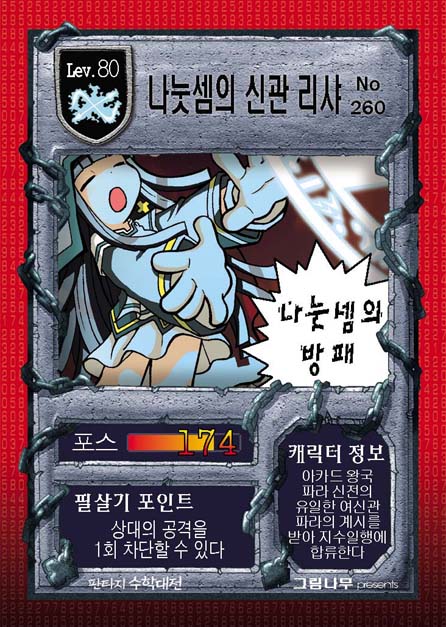 Lev.80
나눗셈의 신관 리샤
No
260
나눗셈의
방패
포스 174
필살기 포인트
상대의 공격을
1회 차단할 수 있다
캐릭터 정보
아카드 왕국
파라 신전의
유일한 여신관
파라의 계시를
받아 지수일행에
합류한다
판타지 수학대전
그림나무 presents